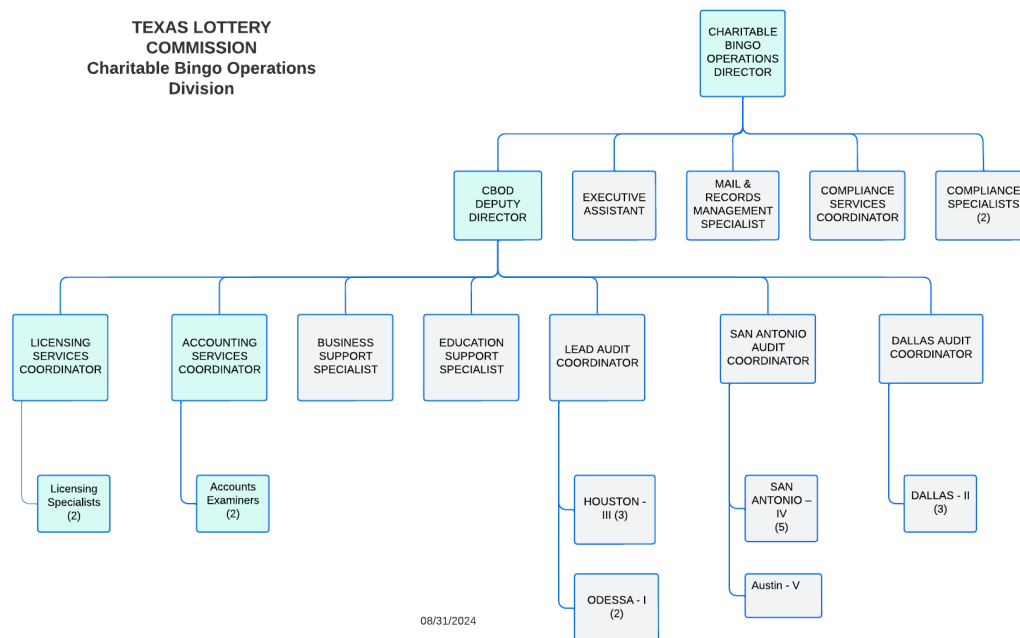 TEXAS LOTTERY
COMMISSION
Charitable Bingo Operations
Division
CHARITABLE
BINGO
OPERATIONS
DIRECTOR
CBOD
DEPUTY
DIRECTOR
EXECUTIVE
ASSISTANT
MAIL &
RECORDS
MANAGEMENT
SPECIALIST
COMPLIANCE
SERVICES
COORDINATOR
COMPLIANCE
SPECIALISTS
(2)
LICENSING
SERVICES
COORDINATOR
ACCOUNTING
SERVICES
COORDINATOR
BUSINESS
SUPPORT
SPECIALIST
EDUCATION
SUPPORT
SPECIALIST
LEAD AUDIT
COORDINATOR
SAN ANTONIO
AUDIT
COORDINATOR
DALLAS AUDIT
COORDINATOR
Licensing
Specialists
(2)
Accounts
Examiners
(2)
HOUSTON -
III (3)
SAN
ANTONIO –
IV
(5)
DALLAS - II
(3)
ODESSA - I
(2)
Austin - V
08/31/2024